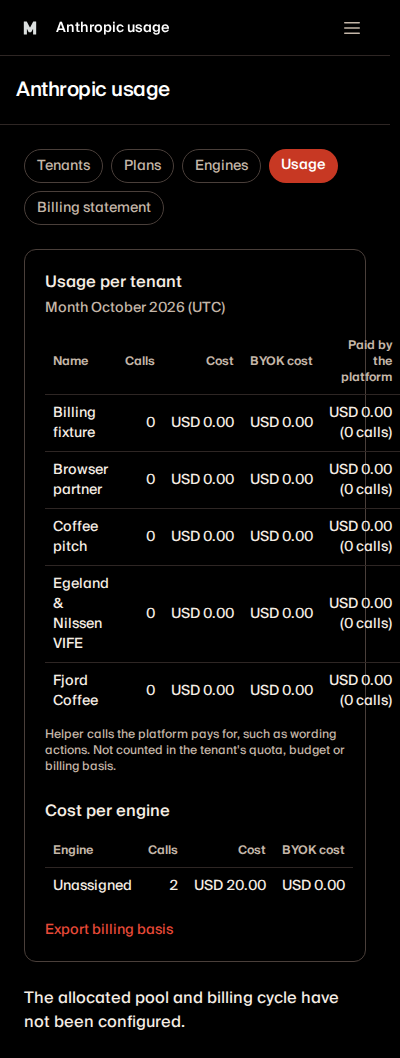 M Anthropic usage
Anthropic usage
Tenants Plans Engines Usage
Billing statement
Usage per tenant
Month October 2026 (UTC)
Name Calls Cost BYOK cost Paid by the platform
Billing fixture 0 USD 0.00 USD 0.00 USD 0.00 (0 calls)
Browser partner 0 USD 0.00 USD 0.00 USD 0.00 (0 calls)
Coffee pitch 0 USD 0.00 USD 0.00 USD 0.00 (0 calls)
Egeland & Nilssen VIFE 0 USD 0.00 USD 0.00 USD 0.00 (0 calls)
Fjord Coffee 0 USD 0.00 USD 0.00 USD 0.00 (0 calls)
Helper calls the platform pays for, such as wording
actions. Not counted in the tenant's quota, budget or
billing basis.
Cost per engine
Engine Calls Cost BYOK cost
Unassigned 2 USD 20.00 USD 0.00
Export billing basis
The allocated pool and billing cycle have
not been configured.